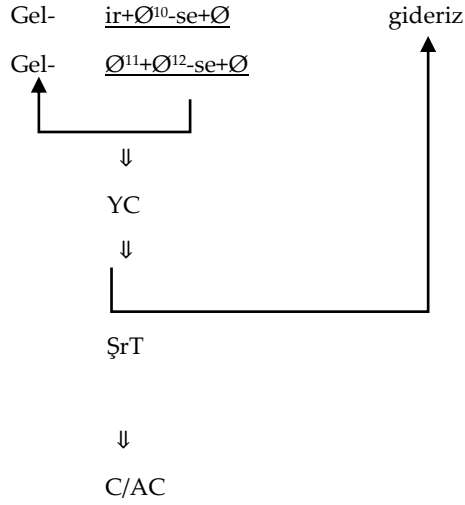 Gel- ir+Ø¹⁰-se+Ø gideriz
Gel- Ø¹¹+Ø¹²-se+Ø
⇓
YC
⇓
ŞrT
⇓
C/AC